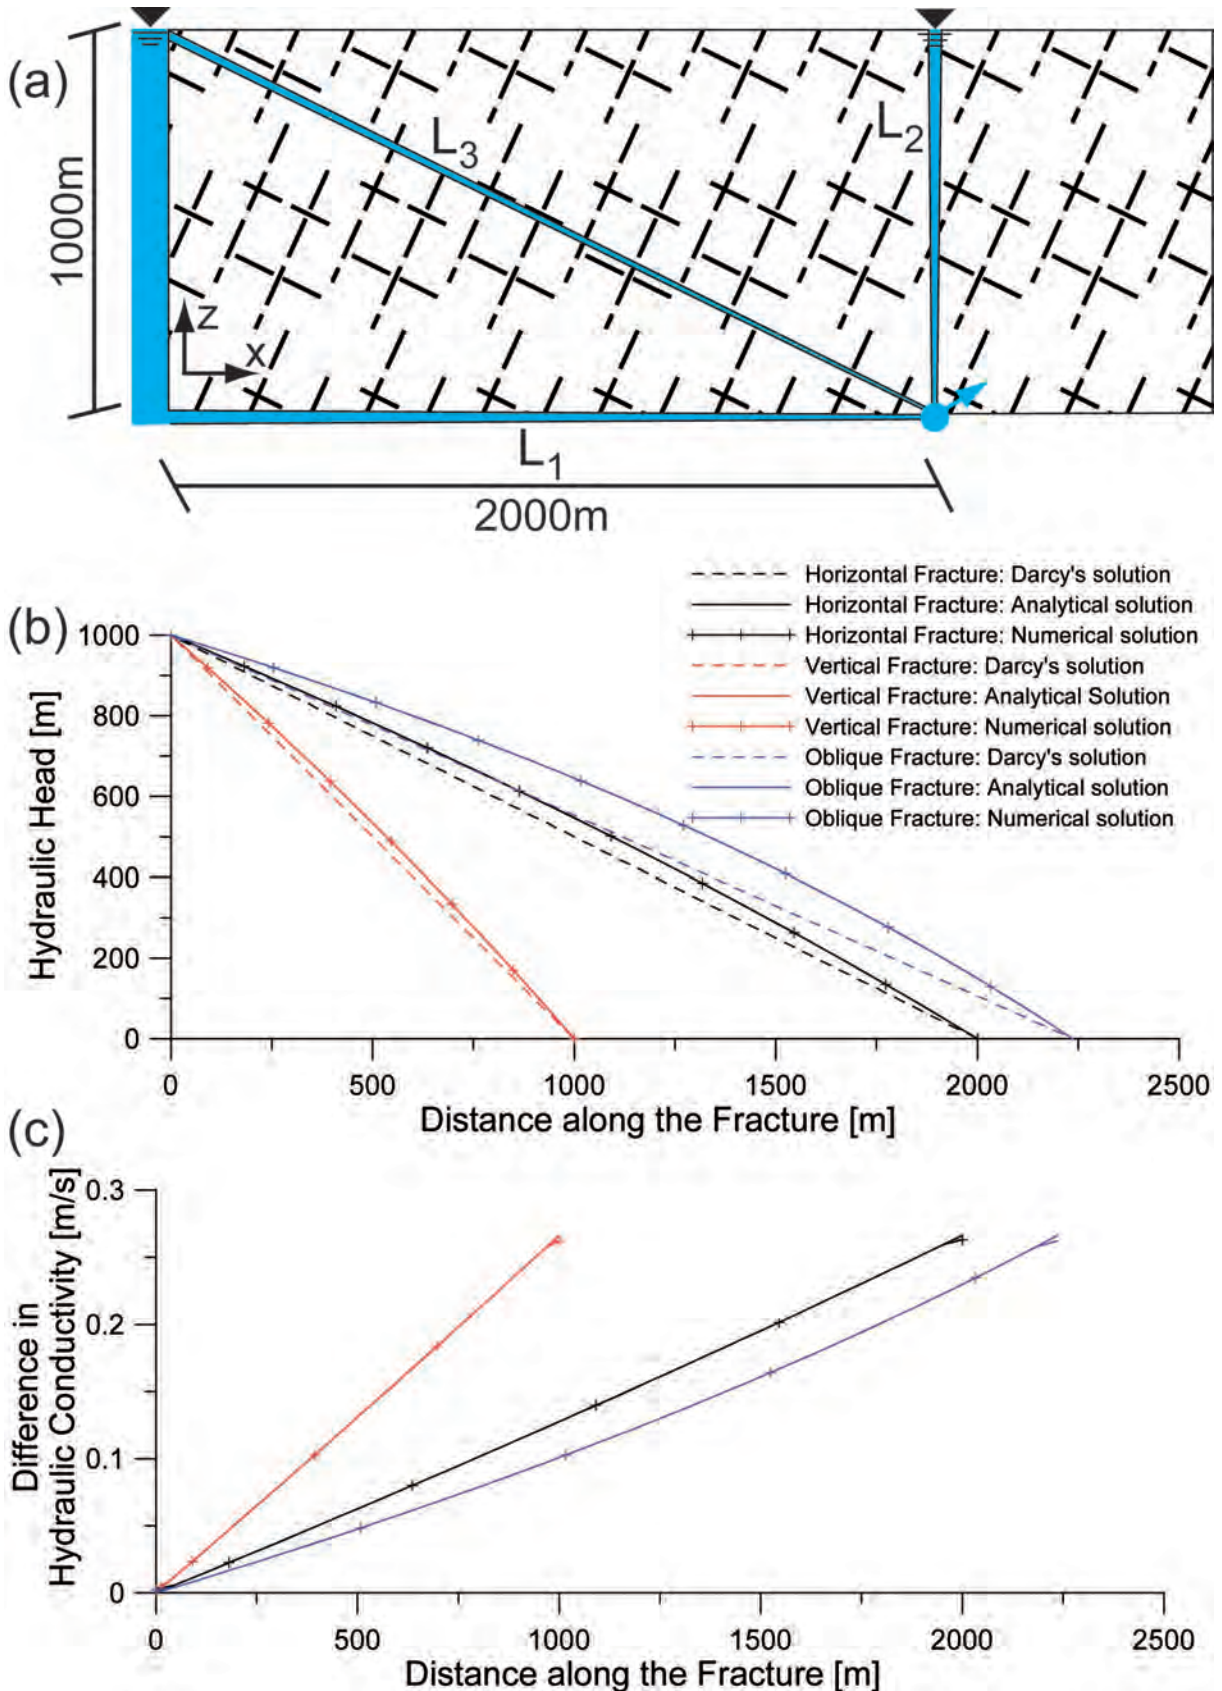 (a)
1000m
L3
L2
z
x
L1
2000m
(b)
Horizontal Fracture: Darcy's solution
Horizontal Fracture: Analytical solution
Horizontal Fracture: Numerical solution
Vertical Fracture: Darcy's solution
Vertical Fracture: Analytical Solution
Vertical Fracture: Numerical solution
Oblique Fracture: Darcy's solution
Oblique Fracture: Analytical solution
Oblique Fracture: Numerical solution
Hydraulic Head [m]
1000
800
600
400
200
0
0 500 1000 1500 2000 2500
Distance along the Fracture [m]
(c)
Difference in
Hydraulic Conductivity [m/s]
0.3
0.2
0.1
0
0 500 1000 1500 2000 2500
Distance along the Fracture [m]